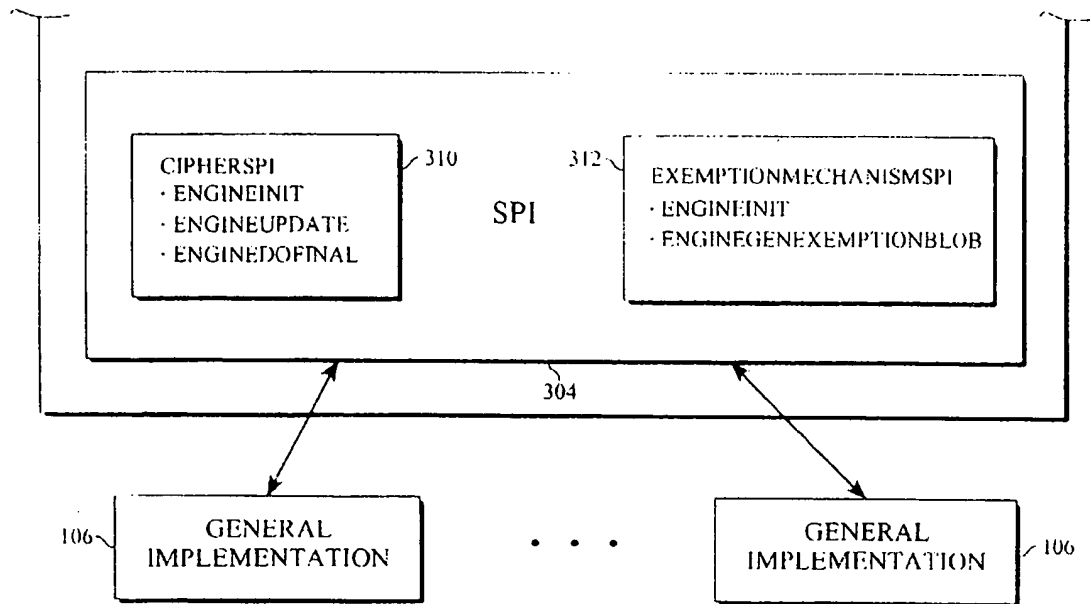 CIPHERSPI
· ENGINEINIT
· ENGINEUPDATE
· ENGINEDOFINAL
310
SPI
312
EXEMPTIONMECHANISMSPI
· ENGINEINIT
· ENGINEGENEXEMPTIONBLOB
304
106
GENERAL
IMPLEMENTATION
· · ·
GENERAL
IMPLEMENTATION
106